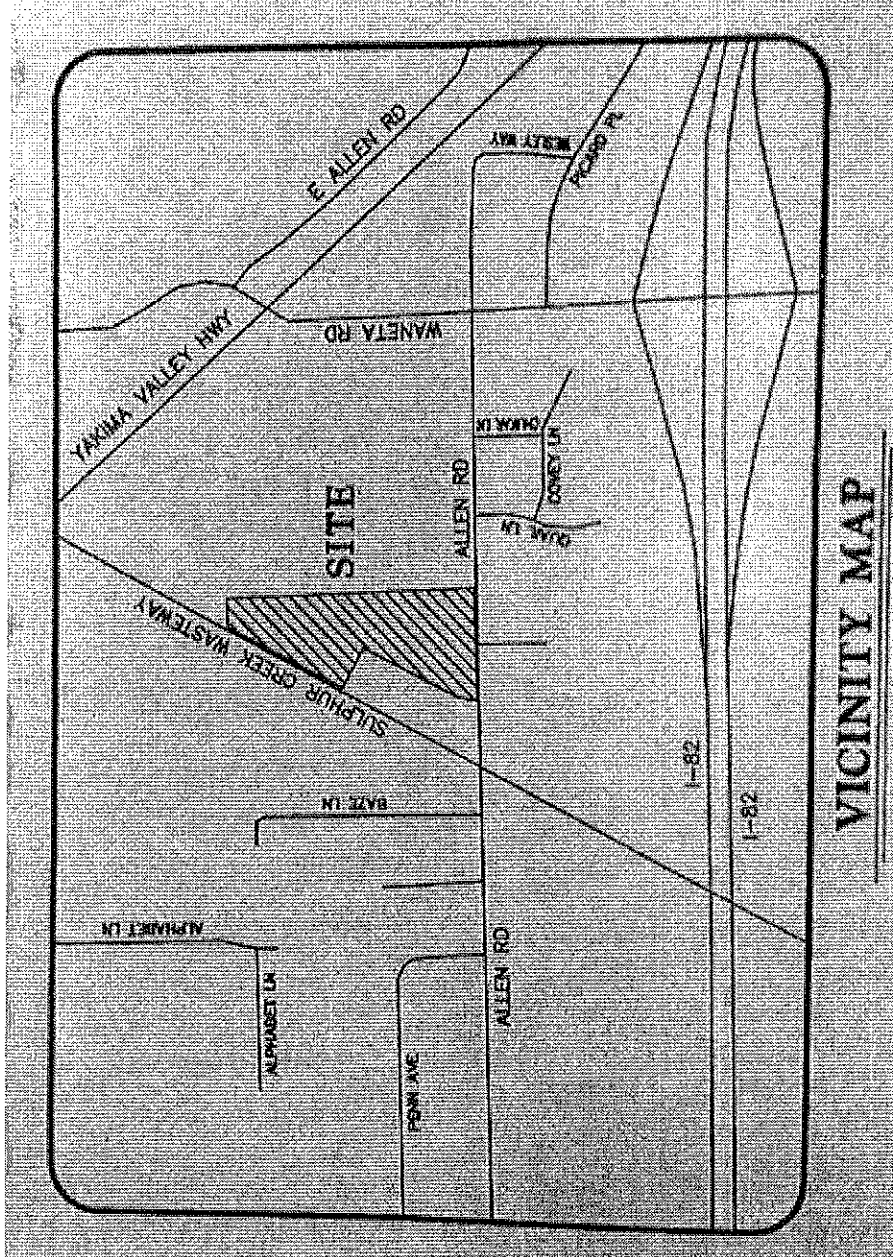 E ALLEN RD
YAKIMA VALLEY HWY
WESLEY WAY
PICARD PL
WANETA RD
SITE
SULPHUR CREEK WASTEWAY
ALLEN RD
CHUKAR LN
COVEY LN
QUAIL LN
BAZE LN
ALPHABET LN
ALPHABET LN
PENN AVE
ALLEN RD
I-82
I-82
VICINITY MAP